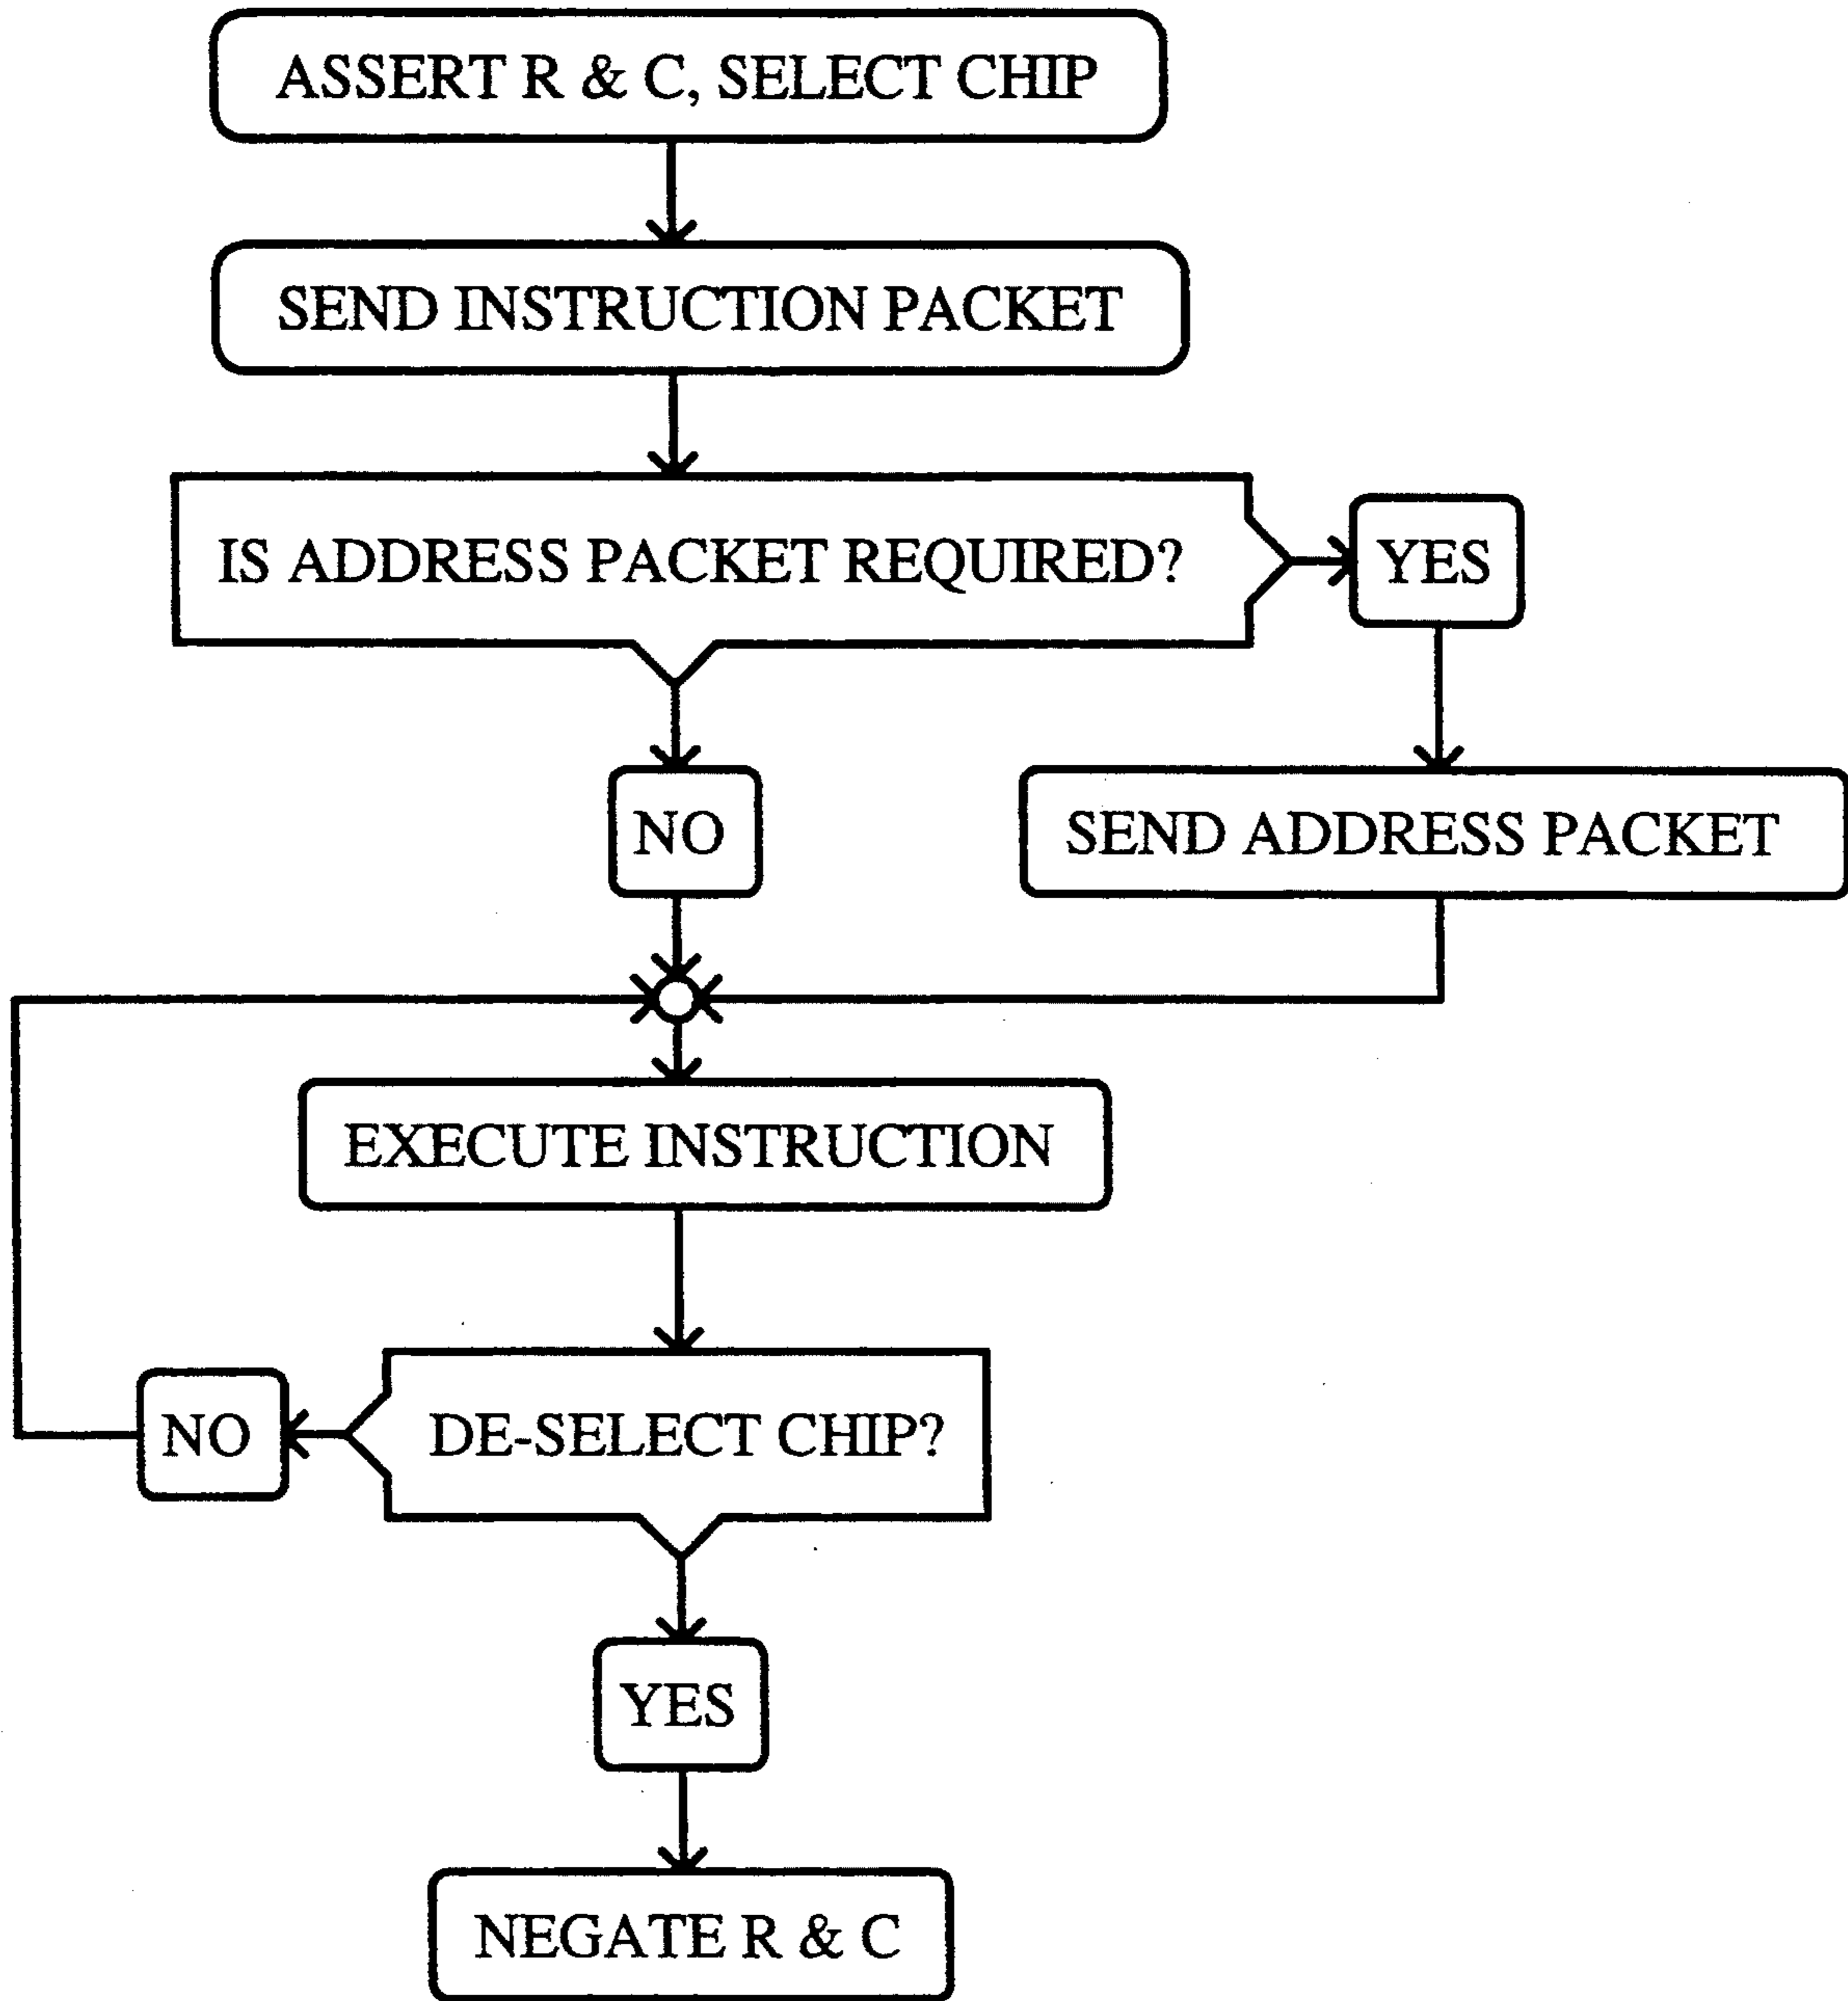 ASSERT R & C, SELECT CHIP
SEND INSTRUCTION PACKET
IS ADDRESS PACKET REQUIRED?
YES
NO
SEND ADDRESS PACKET
EXECUTE INSTRUCTION
NO
DE-SELECT CHIP?
YES
NEGATE R & C